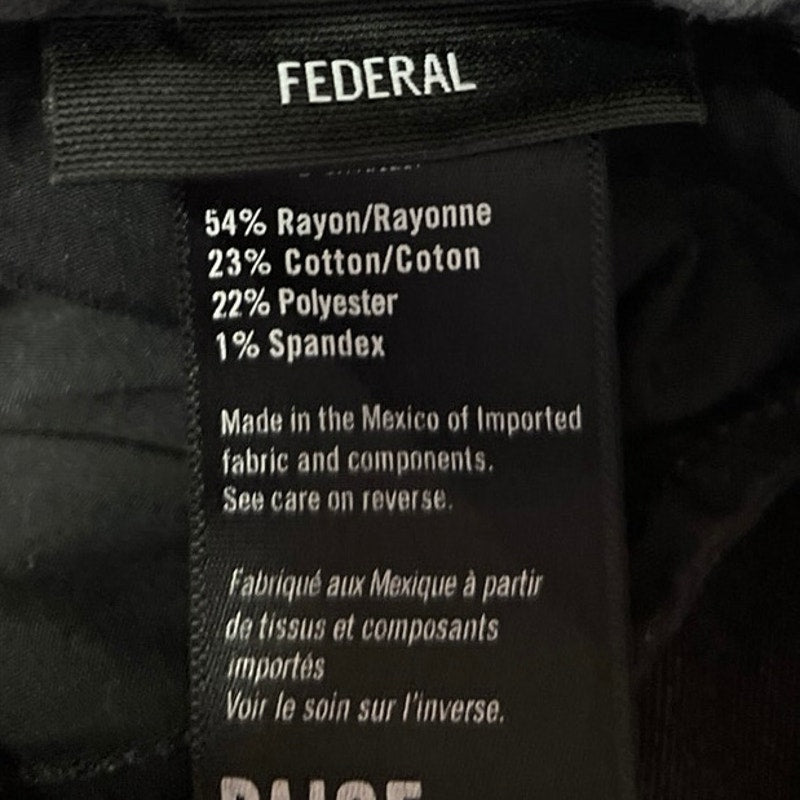 FEDERAL
54% Rayon/Rayonne
23% Cotton/Coton
22% Polyester
1% Spandex
Made in the Mexico of Imported
fabric and components.
See care on reverse.
Fabriqué aux Mexique à partir
de tissus et composants
importés
Voir le soin sur l'inverse.